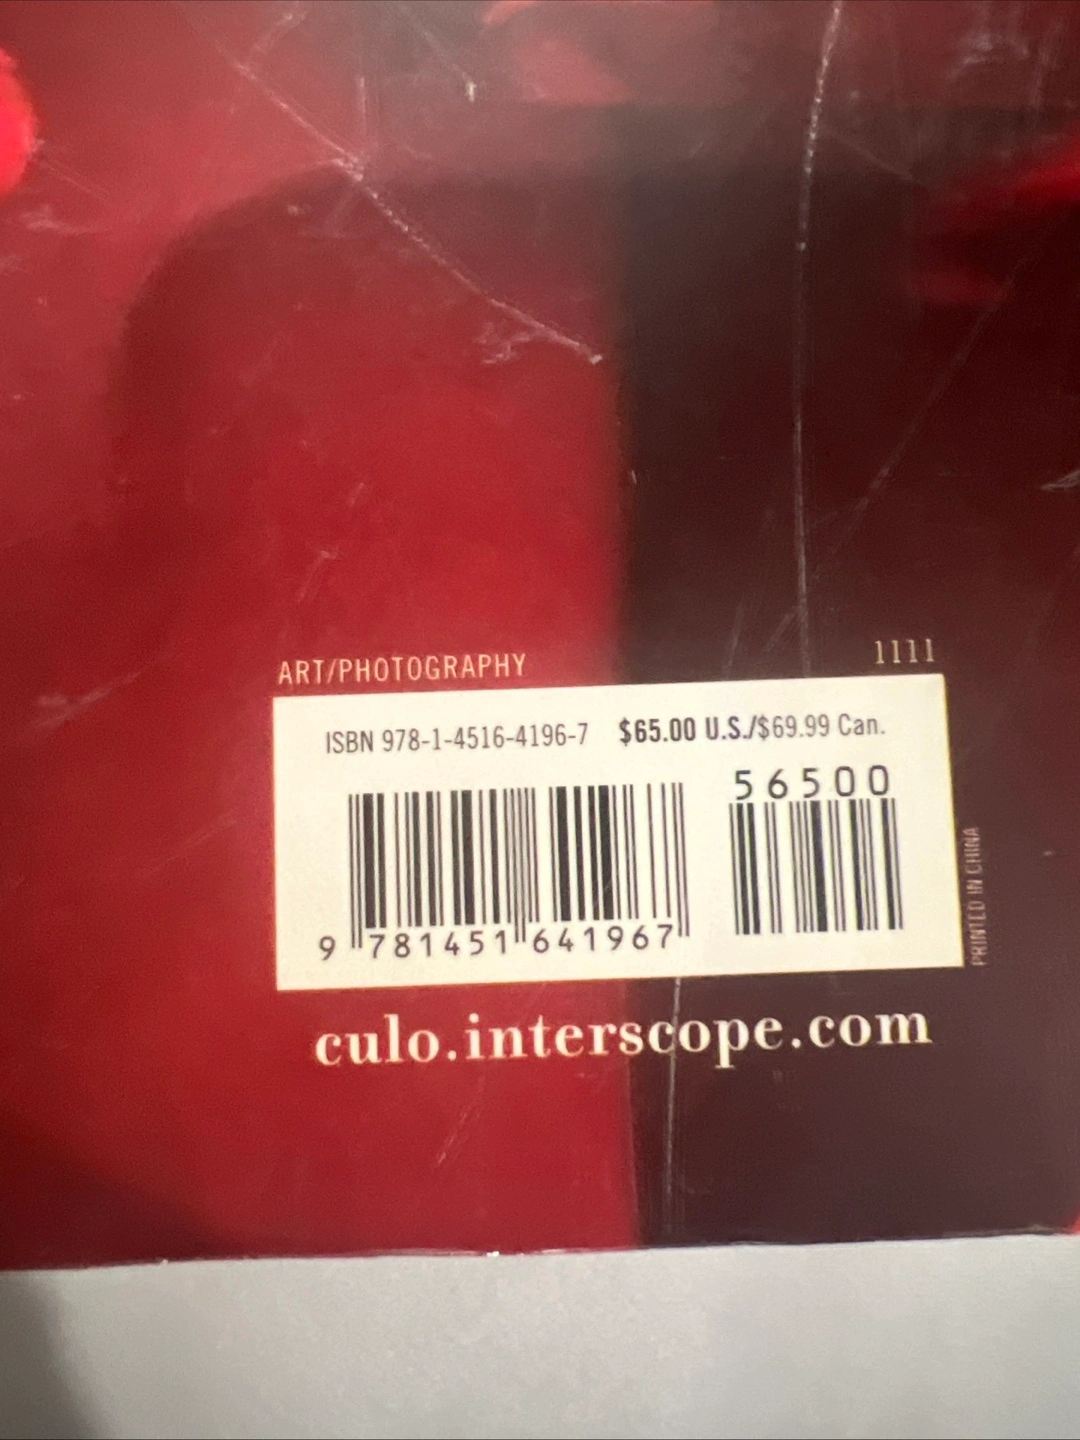 ART/PHOTOGRAPHY 1111
ISBN 978-1-4516-4196-7 $65.00 U.S./$69.99 Can.
56500
9 781451 641967
PRINTED IN CHINA
culo.interscope.com